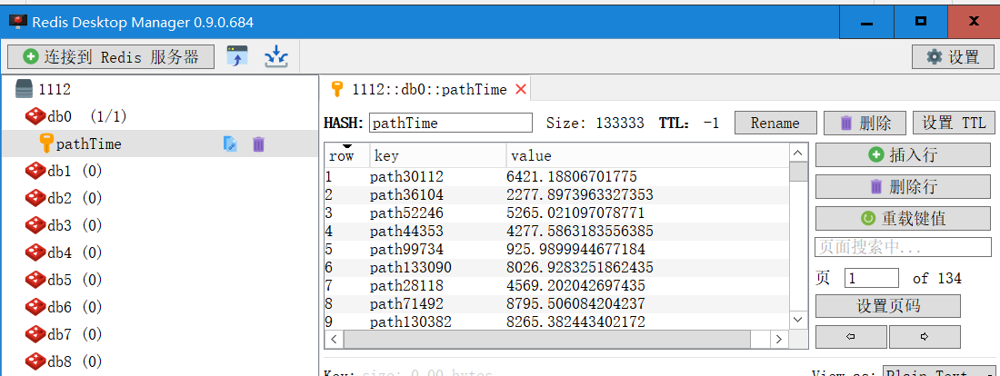 Redis Desktop Manager 0.9.0.684
连接到 Redis 服务器
设置
1112
db0 (1/1)
pathTime
db1 (0)
db2 (0)
db3 (0)
db4 (0)
db5 (0)
db6 (0)
db7 (0)
db8 (0)
1112::db0::pathTime
HASH: pathTime Size: 133333 TTL: -1 Rename 删除 设置 TTL
row key value
1 path30112 6421.18806701775
2 path36104 2277.8973963327353
3 path52246 5265.021097078771
4 path44353 4277.5863183556385
5 path99734 925.9899944677184
6 path133090 8026.9283251862435
7 path28118 4569.202042697435
8 path71492 8795.506084204237
9 path130382 8265.382443402172
插入行
删除行
重载键值
页面搜索中...
页 1 of 134
设置页码
Key: size: 0.00 bytes
View as: Plain Text